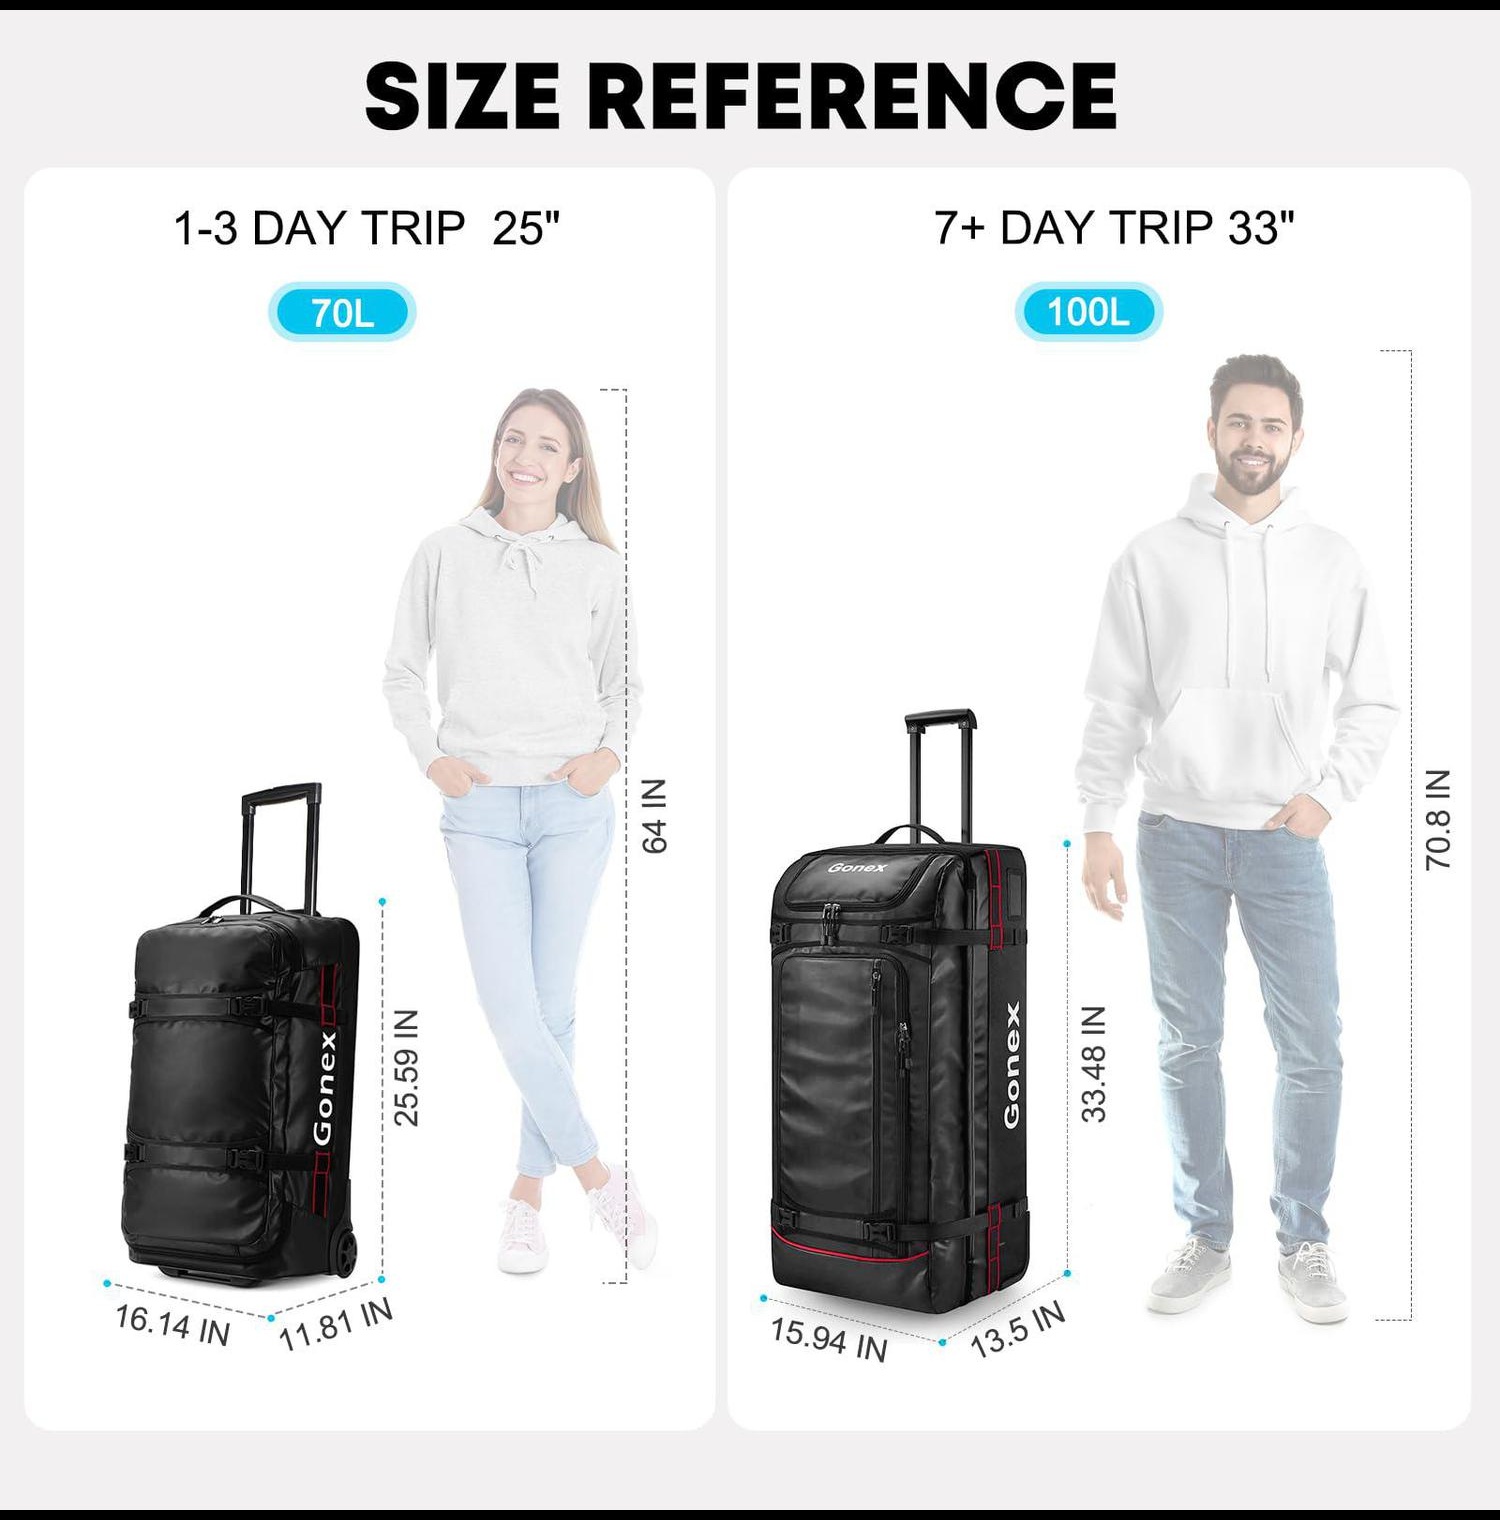 SIZE REFERENCE
1-3 DAY TRIP 25"
70L
64 IN
Gonex
25.59 IN
16.14 IN
11.81 IN
7+ DAY TRIP 33"
100L
70.8 IN
Gonex
Gonex
33.48 IN
15.94 IN
13.5 IN